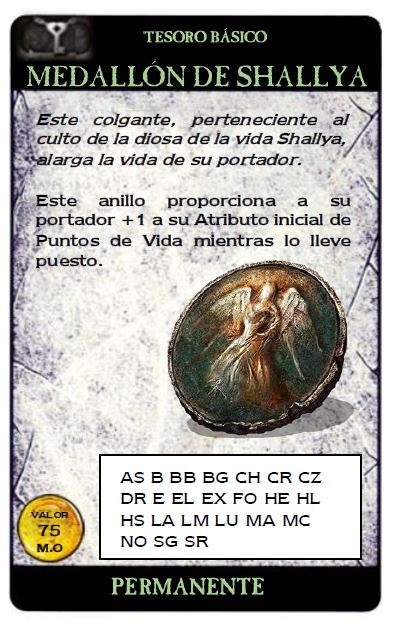 TESORO BÁSICO
MEDALLÓN DE SHALLYA
Este colgante, perteneciente al
culto de la diosa de la vida Shallya,
alarga la vida de su portador.
Este anillo proporciona a su
portador +1 a su Atributo inicial de
Puntos de Vida mientras lo lleve
puesto.
AS B BB BG CH CR CZ
DR E EL EX FO HE HL
HS LA LM LU MA MC
NO SG SR
VALOR
75
M.O
PERMANENTE